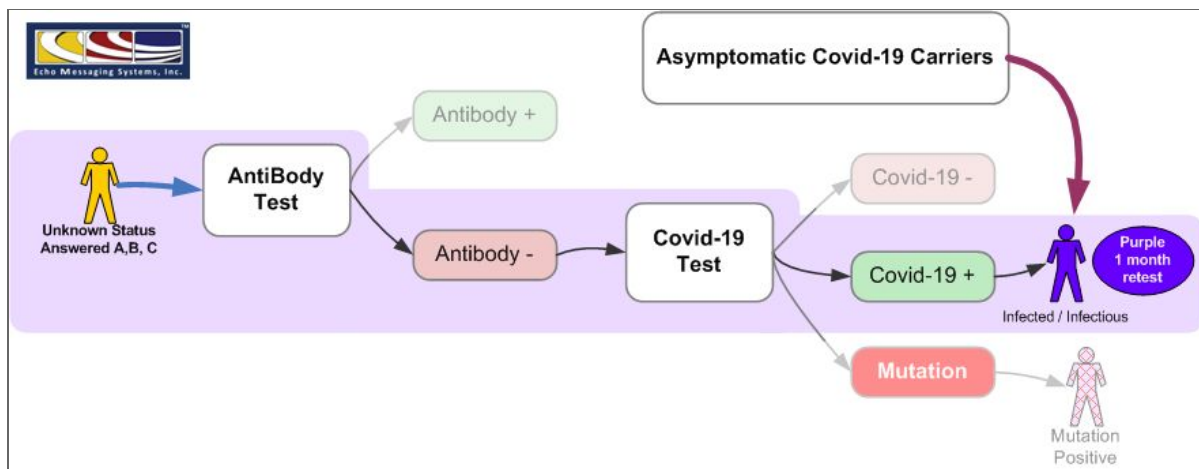 TM
Echo Messaging Systems, Inc.
Asymptomatic Covid-19 Carriers
Antibody +
AntiBody
Test
Unknown Status
Answered A,B, C
Antibody -
Covid-19
Test
Covid-19 -
Covid-19 +
Purple
1 month
retest
Infected / Infectious
Mutation
Mutation
Positive